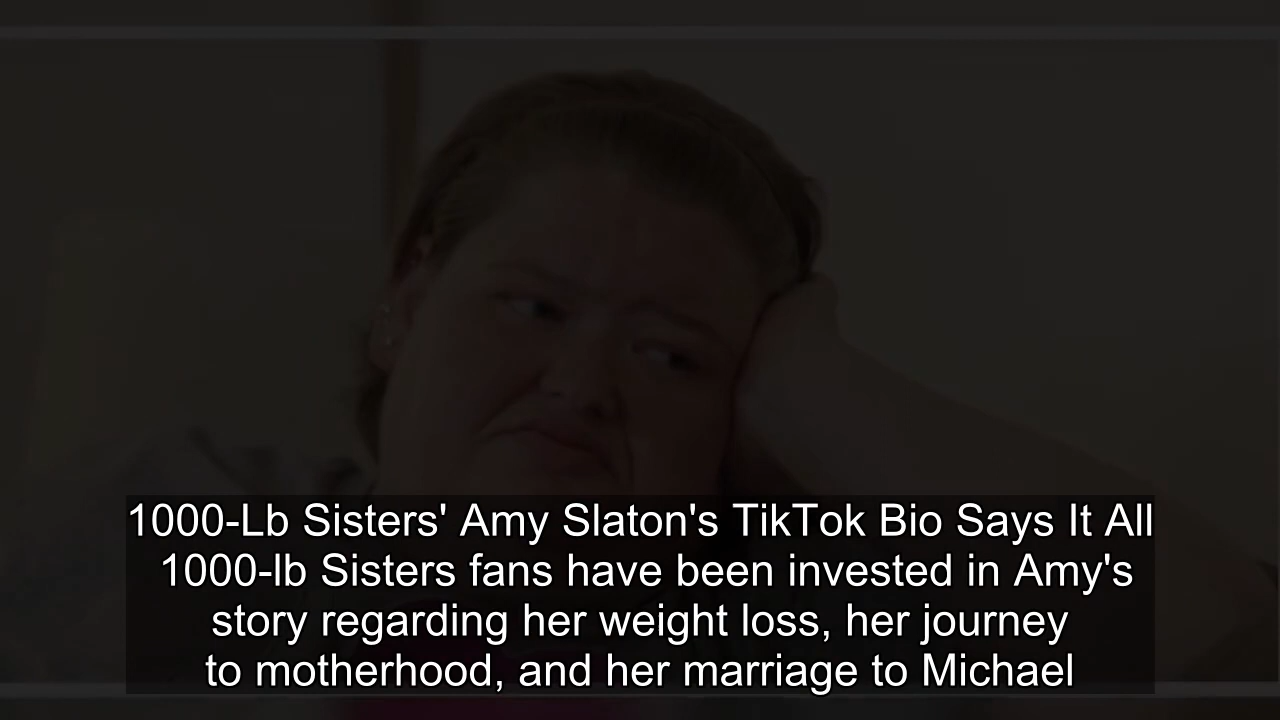 1000-Lb Sisters' Amy Slaton's TikTok Bio Says It All
1000-lb Sisters fans have been invested in Amy's
story regarding her weight loss, her journey
to motherhood, and her marriage to Michael